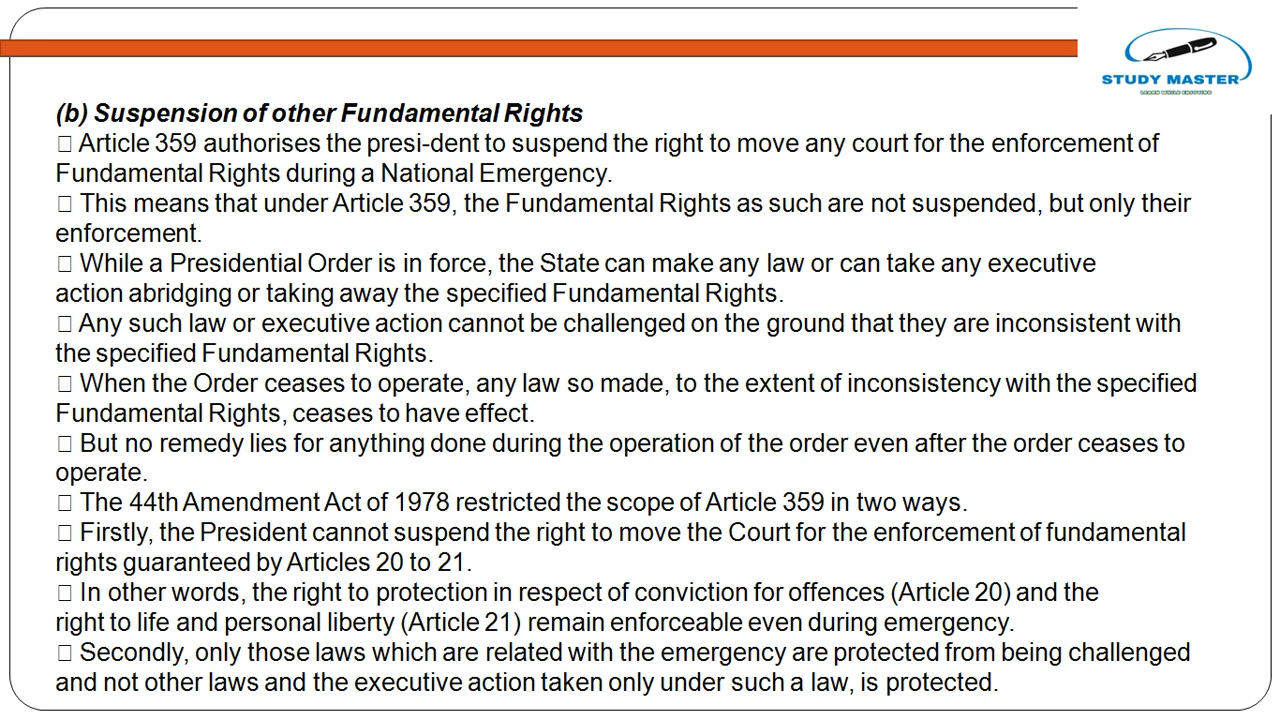 STUDY MASTER
LEARN WHILE ENJOYING
(b) Suspension of other Fundamental Rights
Article 359 authorises the presi-dent to suspend the right to move any court for the enforcement of
Fundamental Rights during a National Emergency.
This means that under Article 359, the Fundamental Rights as such are not suspended, but only their
enforcement.
While a Presidential Order is in force, the State can make any law or can take any executive
action abridging or taking away the specified Fundamental Rights.
Any such law or executive action cannot be challenged on the ground that they are inconsistent with
the specified Fundamental Rights.
When the Order ceases to operate, any law so made, to the extent of inconsistency with the specified
Fundamental Rights, ceases to have effect.
But no remedy lies for anything done during the operation of the order even after the order ceases to
operate.
The 44th Amendment Act of 1978 restricted the scope of Article 359 in two ways.
Firstly, the President cannot suspend the right to move the Court for the enforcement of fundamental
rights guaranteed by Articles 20 to 21.
In other words, the right to protection in respect of conviction for offences (Article 20) and the
right to life and personal liberty (Article 21) remain enforceable even during emergency.
Secondly, only those laws which are related with the emergency are protected from being challenged
and not other laws and the executive action taken only under such a law, is protected.